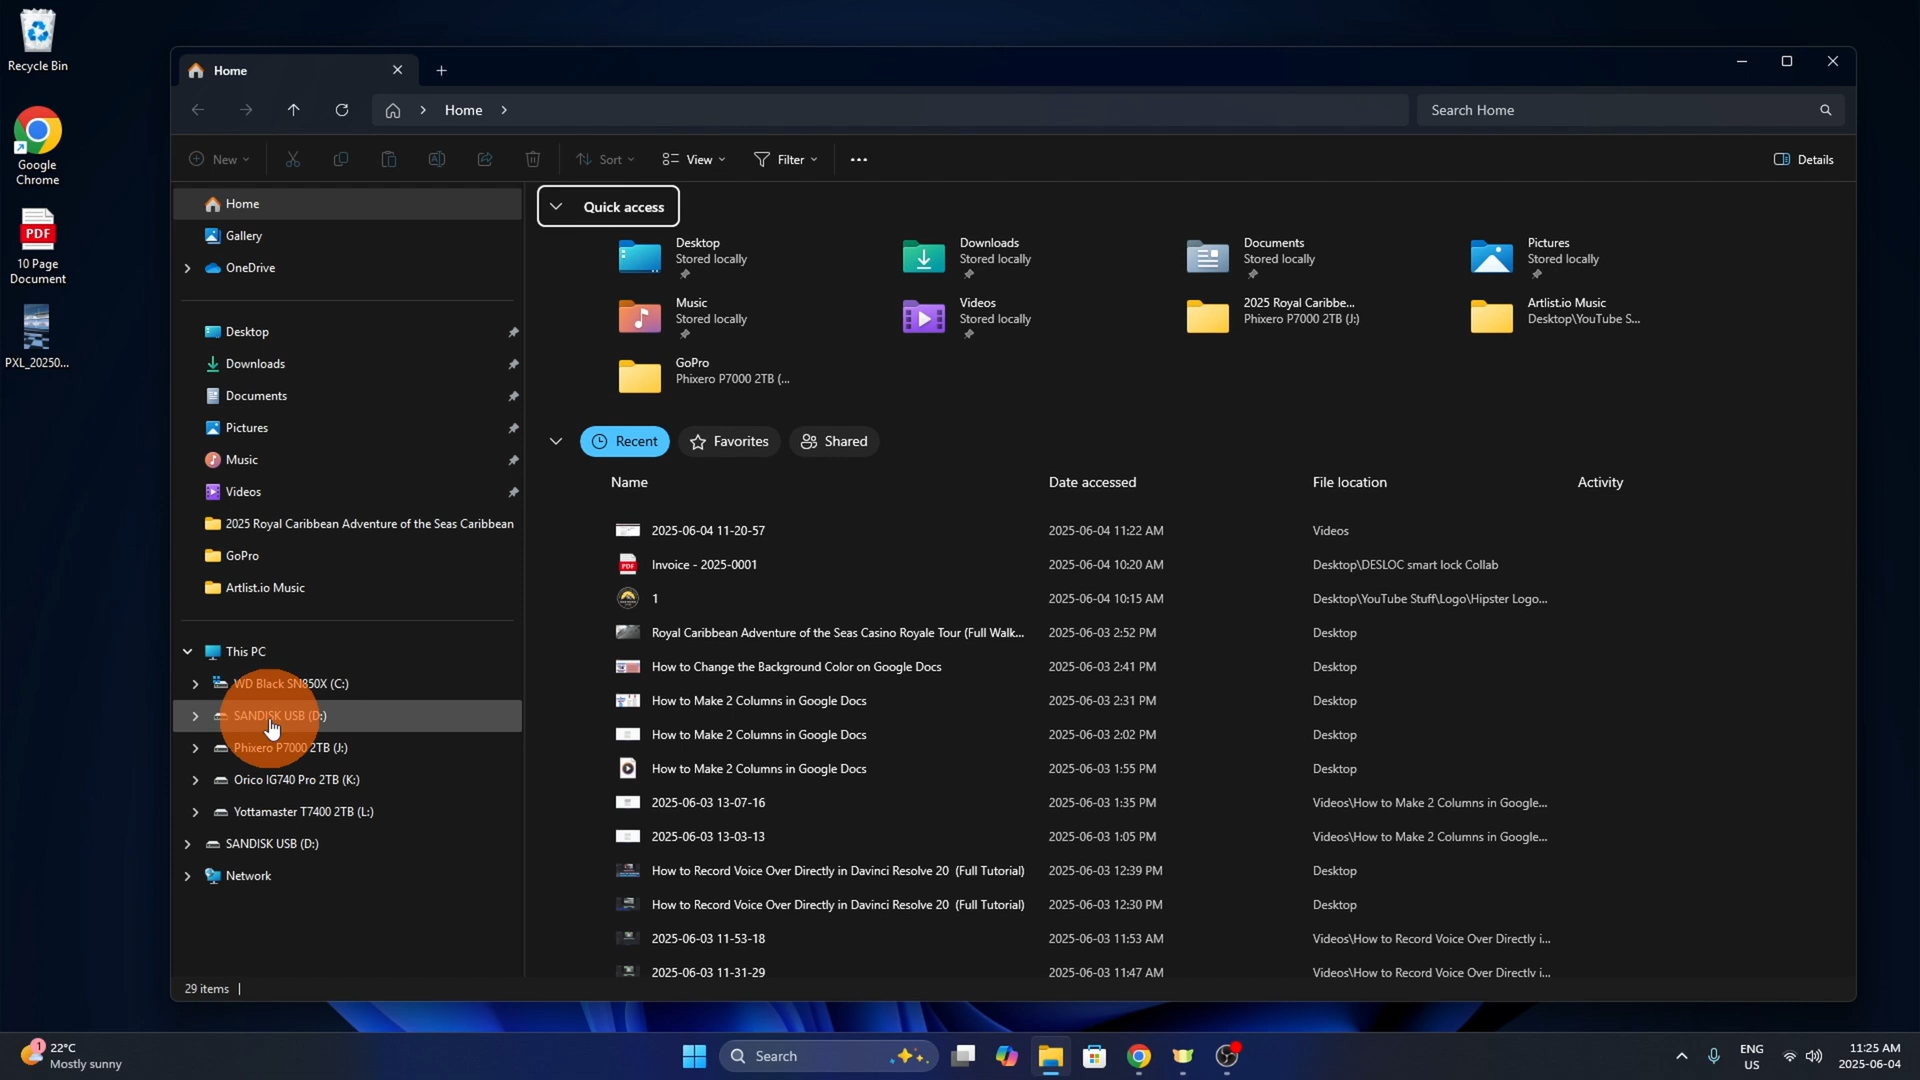 Recycle Bin
Google
Chrome
PDF
10 Page
Document
PXL_20250...
Home
Home
Search Home
New
Sort
View
Filter
Details
Home
Gallery
OneDrive
Desktop
Downloads
Documents
Pictures
Music
Videos
2025 Royal Caribbean Adventure of the Seas Caribbean
GoPro
Artlist.io Music
This PC
WD Black SN850X (C:)
SANDISK USB (D:)
Phixero P7000 2TB (J:)
Orico IG740 Pro 2TB (K:)
Yottamaster T7400 2TB (L:)
SANDISK USB (D:)
Network
Quick access
Desktop
Stored locally
Downloads
Stored locally
Documents
Stored locally
Pictures
Stored locally
Music
Stored locally
Videos
Stored locally
2025 Royal Caribbe...
Phixero P7000 2TB (J:)
Artlist.io Music
Desktop\YouTube S...
GoPro
Phixero P7000 2TB (...
Recent Favorites Shared
Name Date accessed File location Activity
2025-06-04 11-20-57 2025-06-04 11:22 AM Videos
PDF Invoice - 2025-0001 2025-06-04 10:20 AM Desktop\DESLOC smart lock Collab
1 2025-06-04 10:15 AM Desktop\YouTube Stuff\Logo\Hipster Logo...
Royal Caribbean Adventure of the Seas Casino Royale Tour (Full Walk... 2025-06-03 2:52 PM Desktop
How to Change the Background Color on Google Docs 2025-06-03 2:41 PM Desktop
How to Make 2 Columns in Google Docs 2025-06-03 2:31 PM Desktop
How to Make 2 Columns in Google Docs 2025-06-03 2:02 PM Desktop
How to Make 2 Columns in Google Docs 2025-06-03 1:55 PM Desktop
2025-06-03 13-07-16 2025-06-03 1:35 PM Videos\How to Make 2 Columns in Google...
2025-06-03 13-03-13 2025-06-03 1:05 PM Videos\How to Make 2 Columns in Google...
How to Record Voice Over Directly in Davinci Resolve 20 (Full Tutorial) 2025-06-03 12:39 PM Desktop
How to Record Voice Over Directly in Davinci Resolve 20 (Full Tutorial) 2025-06-03 12:30 PM Desktop
2025-06-03 11-53-18 2025-06-03 11:53 AM Videos\How to Record Voice Over Directly i...
2025-06-03 11-31-29 2025-06-03 11:47 AM Videos\How to Record Voice Over Directly i...
29 items
1
22°C
Mostly sunny
Search
ENG
US
11:25 AM
2025-06-04